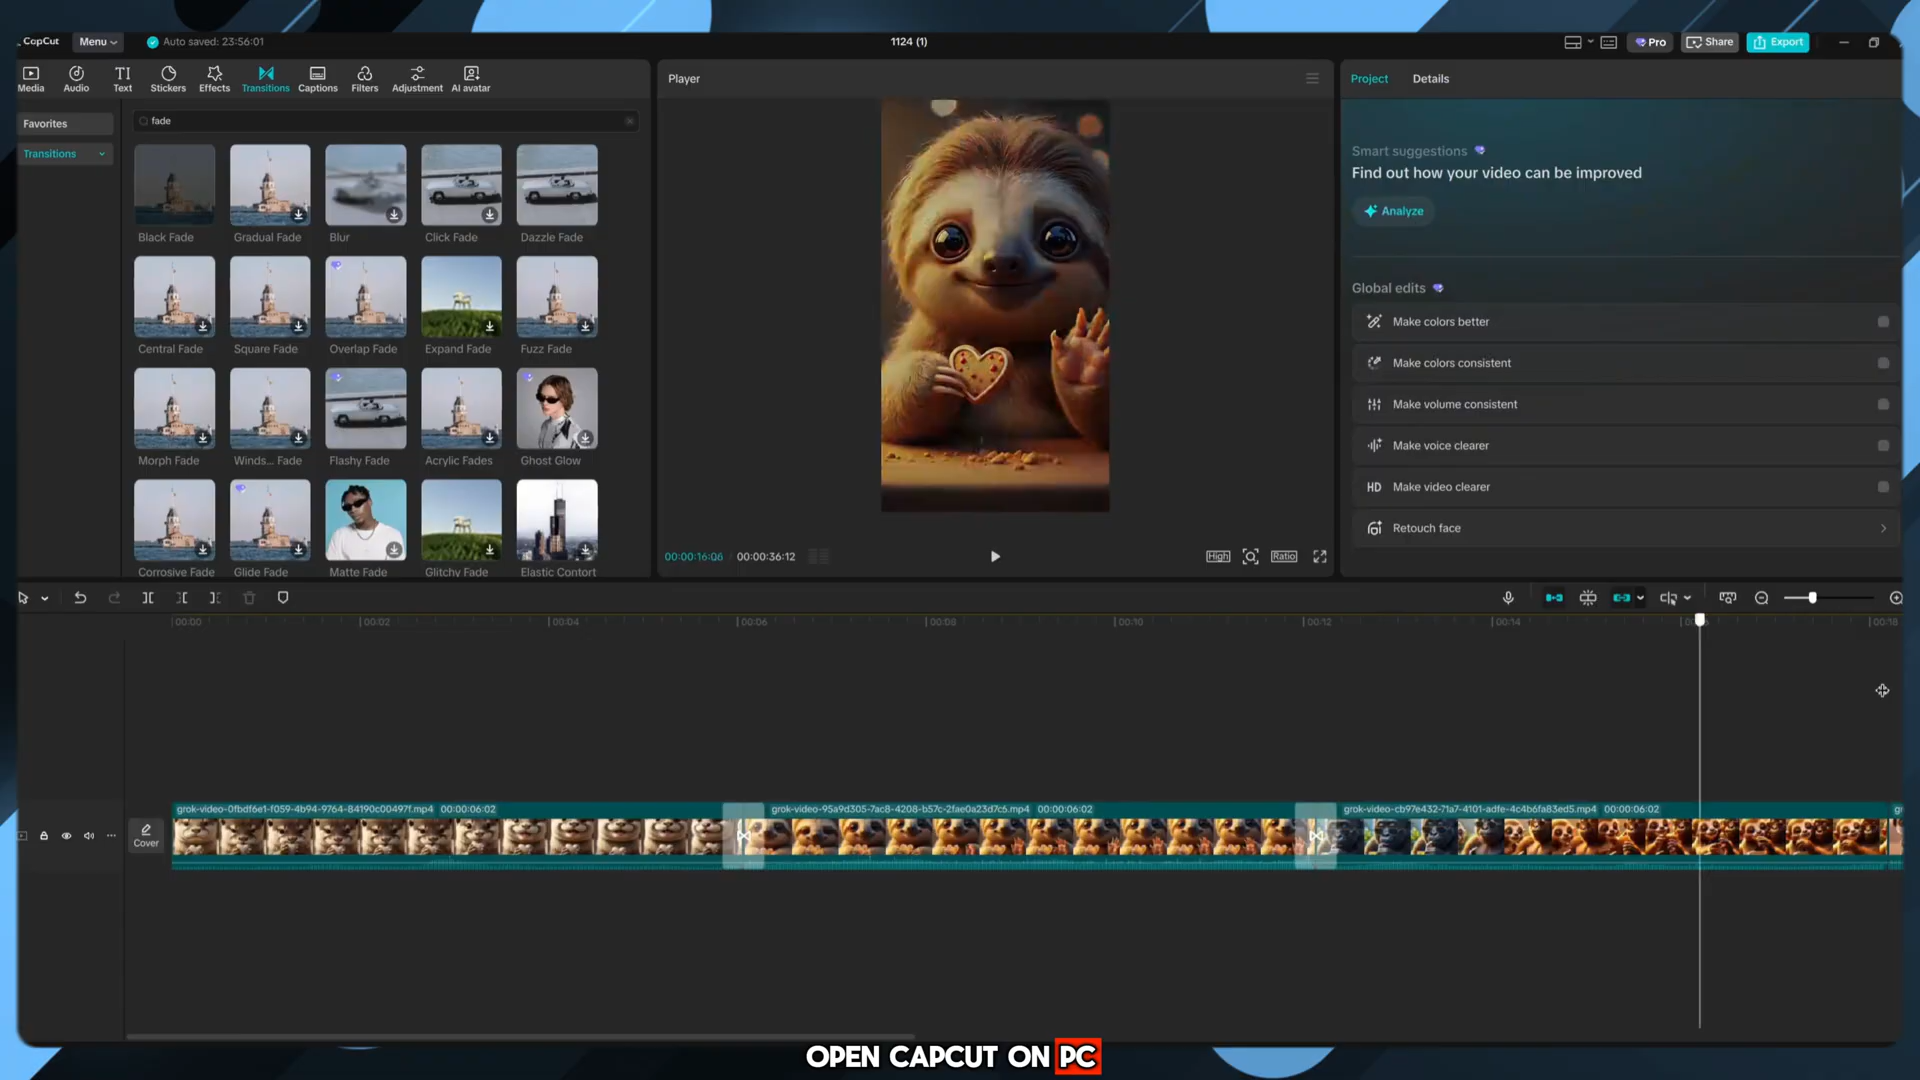 CapCut
Menu
Auto saved: 23:56:01
1124 (1)
Pro
Share
Export
Media
Audio
TI
Text
Stickers
Effects
Transitions
Captions
Filters
Adjustment
AI avatar
Player
Project
Details
Favorites
Transitions
fade
Black Fade
Gradual Fade
Blur
Click Fade
Dazzle Fade
Central Fade
Square Fade
Overlap Fade
Expand Fade
Fuzz Fade
Morph Fade
Winds... Fade
Flashy Fade
Acrylic Fades
Ghost Glow
Corrosive Fade
Glide Fade
Matte Fade
Glitchy Fade
Elastic Contort
00:00:16:06
00:00:36:12
High
Ratio
Smart suggestions
Find out how your video can be improved
Analyze
Global edits
Make colors better
Make colors consistent
Make volume consistent
Make voice clearer
HD
Make video clearer
Retouch face
00:00
00:02
00:04
00:06
00:08
00:10
00:12
00:14
00:18
Cover
grok-video-0fbdf6e1-f059-4b94-9764-84190c00497f.mp4 00:00:06:02
grok-video-95a9d305-7ac8-4208-b57c-2fae0a23d7c6.mp4 00:00:06:02
grok-video-cb97e432-71a7-4101-adfe-4c4b6fa83ed5.mp4 00:00:06:02
OPEN CAPCUT ON PC